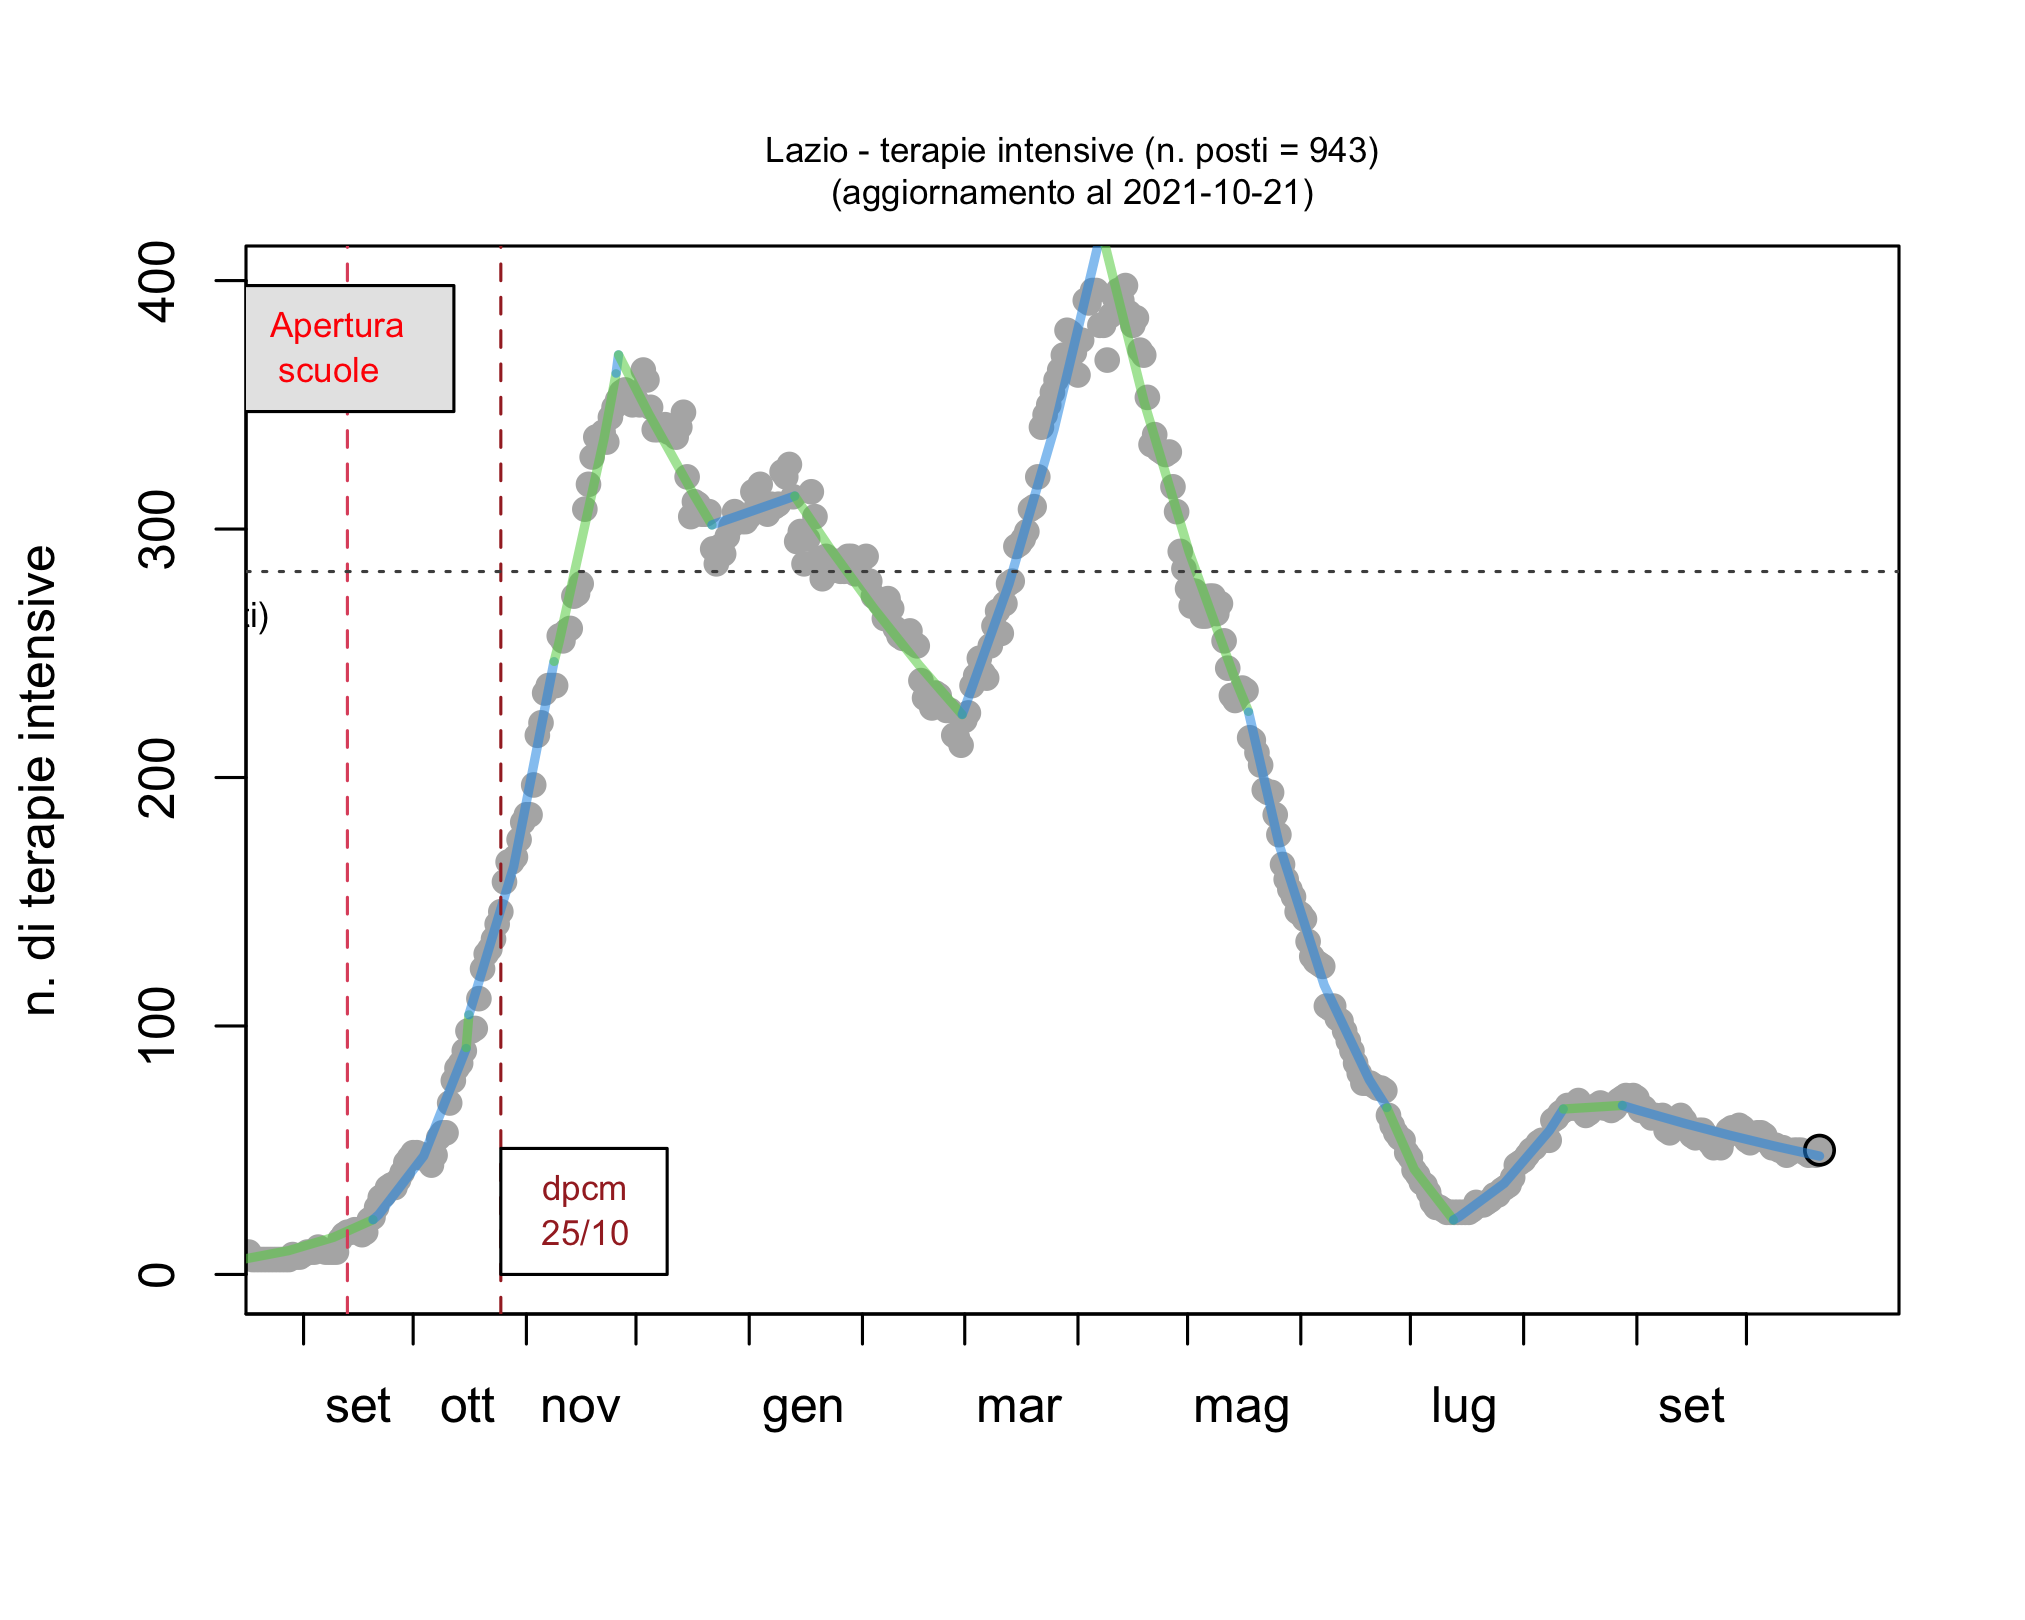 Lazio - terapie intensive (n. posti = 943)
(aggiornamento al 2021-10-21)
n. di terapie intensive
400
300
200
100
0
Apertura
scuole
i)
dpcm
25/10
set ott nov gen mar mag lug set